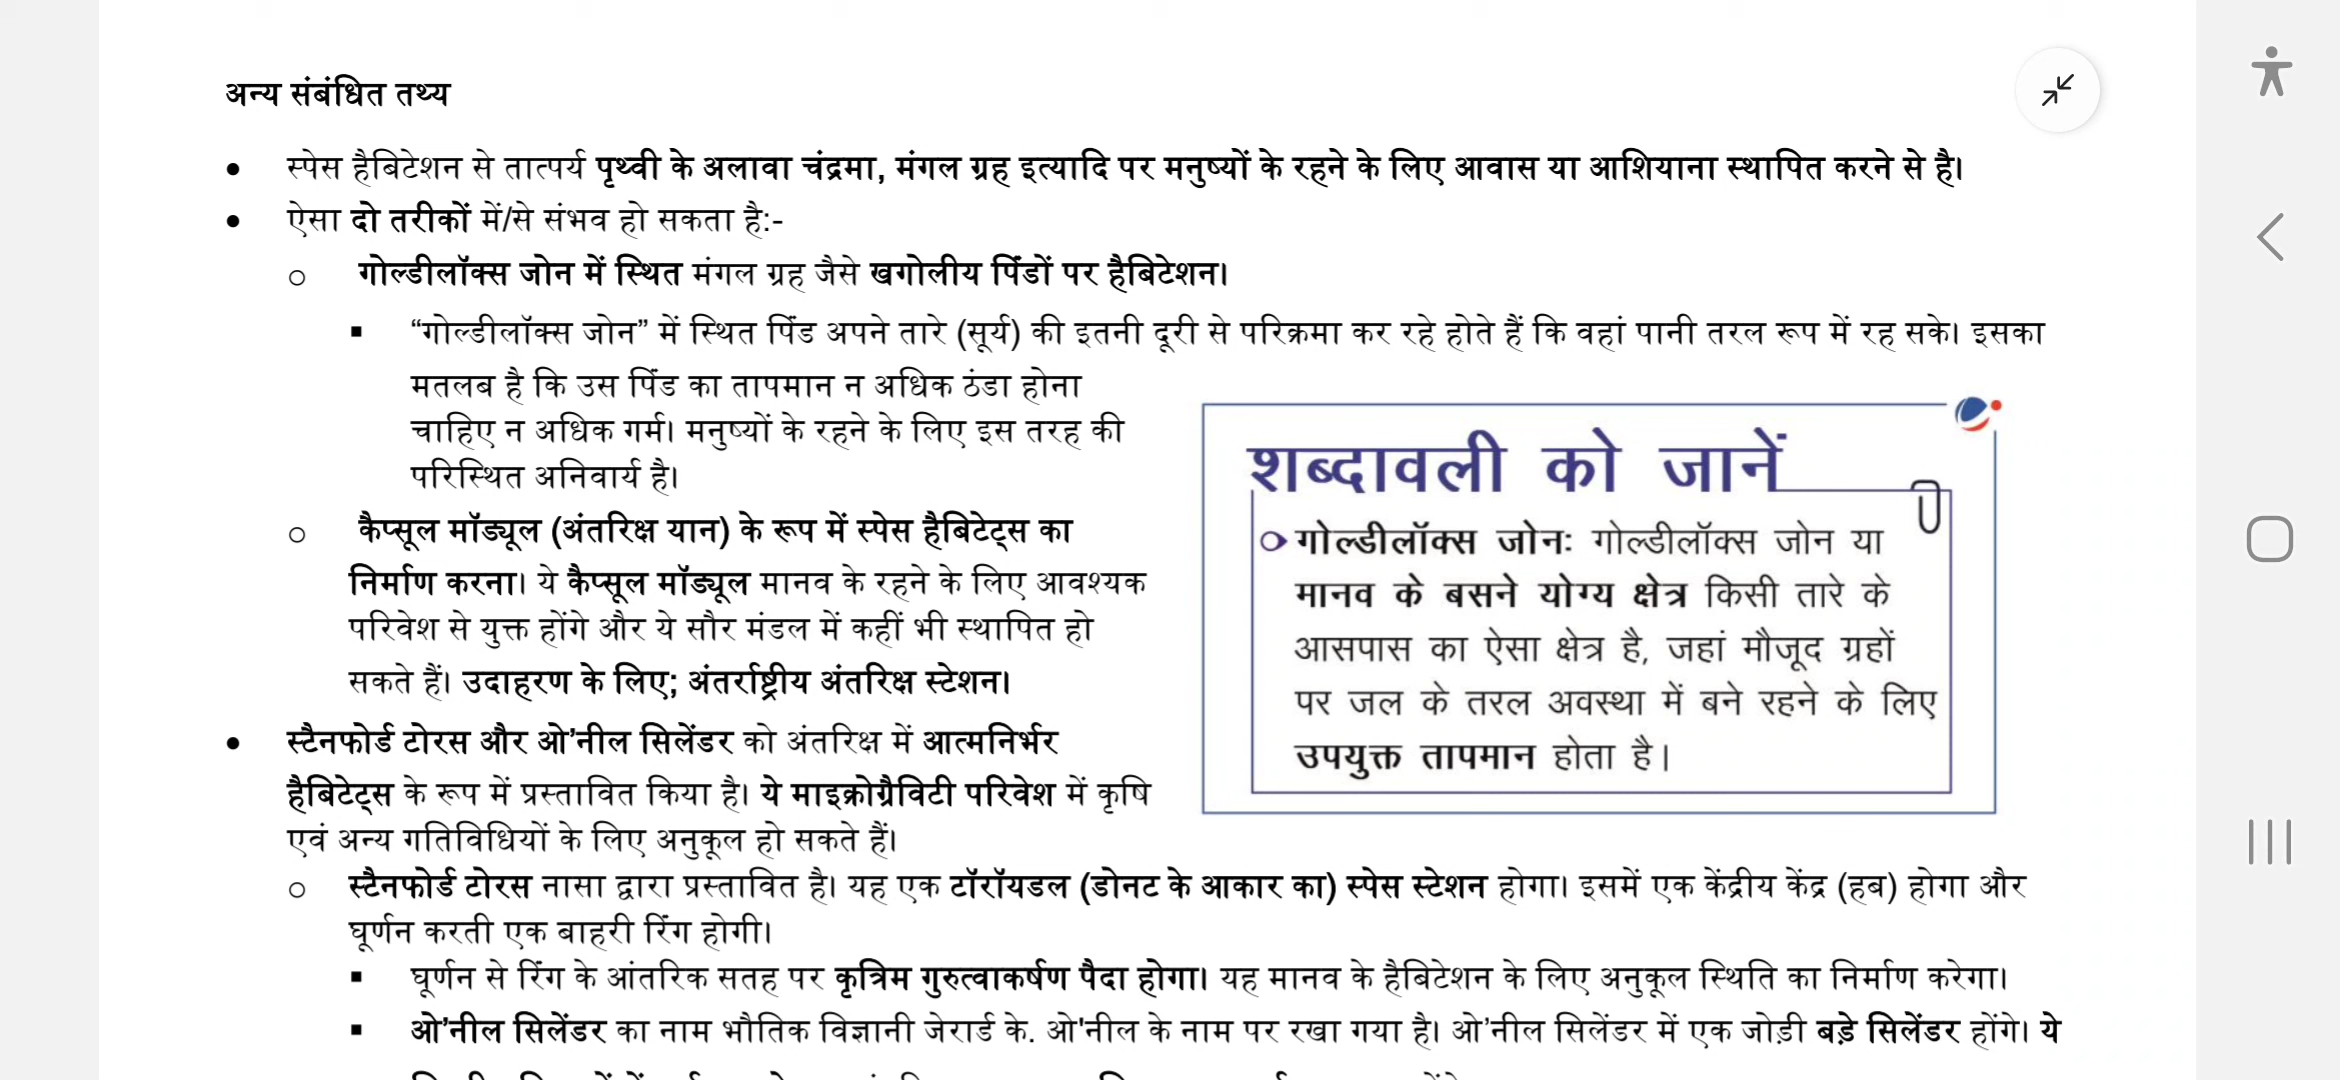 अन्य संबंधित तथ्य
• स्पेस हैबिटेशन से तात्पर्य पृथ्वी के अलावा चंद्रमा, मंगल ग्रह इत्यादि पर मनुष्यों के रहने के लिए आवास या आशियाना स्थापित करने से है।
• ऐसा दो तरीकों में/से संभव हो सकता है:-
o गोल्डीलॉक्स जोन में स्थित मंगल ग्रह जैसे खगोलीय पिंडों पर हैबिटेशन।
▪ “गोल्डीलॉक्स जोन” में स्थित पिंड अपने तारे (सूर्य) की इतनी दूरी से परिक्रमा कर रहे होते हैं कि वहां पानी तरल रूप में रह सके। इसका
मतलब है कि उस पिंड का तापमान न अधिक ठंडा होना
चाहिए न अधिक गर्म। मनुष्यों के रहने के लिए इस तरह की
परिस्थित अनिवार्य है।
o कैप्सूल मॉड्यूल (अंतरिक्ष यान) के रूप में स्पेस हैबिटेट्स का
निर्माण करना। ये कैप्सूल मॉड्यूल मानव के रहने के लिए आवश्यक
परिवेश से युक्त होंगे और ये सौर मंडल में कहीं भी स्थापित हो
सकते हैं। उदाहरण के लिए; अंतर्राष्ट्रीय अंतरिक्ष स्टेशन।
शब्दावली को जानें
गोल्डीलॉक्स जोन: गोल्डीलॉक्स जोन या
मानव के बसने योग्य क्षेत्र किसी तारे के
आसपास का ऐसा क्षेत्र है, जहां मौजूद ग्रहों
पर जल के तरल अवस्था में बने रहने के लिए
उपयुक्त तापमान होता है।
• स्टैनफोर्ड टोरस और ओ’नील सिलेंडर को अंतरिक्ष में आत्मनिर्भर
हैबिटेट्स के रूप में प्रस्तावित किया है। ये माइक्रोग्रैविटी परिवेश में कृषि
एवं अन्य गतिविधियों के लिए अनुकूल हो सकते हैं।
o स्टैनफोर्ड टोरस नासा द्वारा प्रस्तावित है। यह एक टॉरॉयडल (डोनट के आकार का) स्पेस स्टेशन होगा। इसमें एक केंद्रीय केंद्र (हब) होगा और
घूर्णन करती एक बाहरी रिंग होगी।
▪ घूर्णन से रिंग के आंतरिक सतह पर कृत्रिम गुरुत्वाकर्षण पैदा होगा। यह मानव के हैबिटेशन के लिए अनुकूल स्थिति का निर्माण करेगा।
▪ ओ’नील सिलेंडर का नाम भौतिक विज्ञानी जेरार्ड के. ओ'नील के नाम पर रखा गया है। ओ’नील सिलेंडर में एक जोड़ी बड़े सिलेंडर होंगे। ये